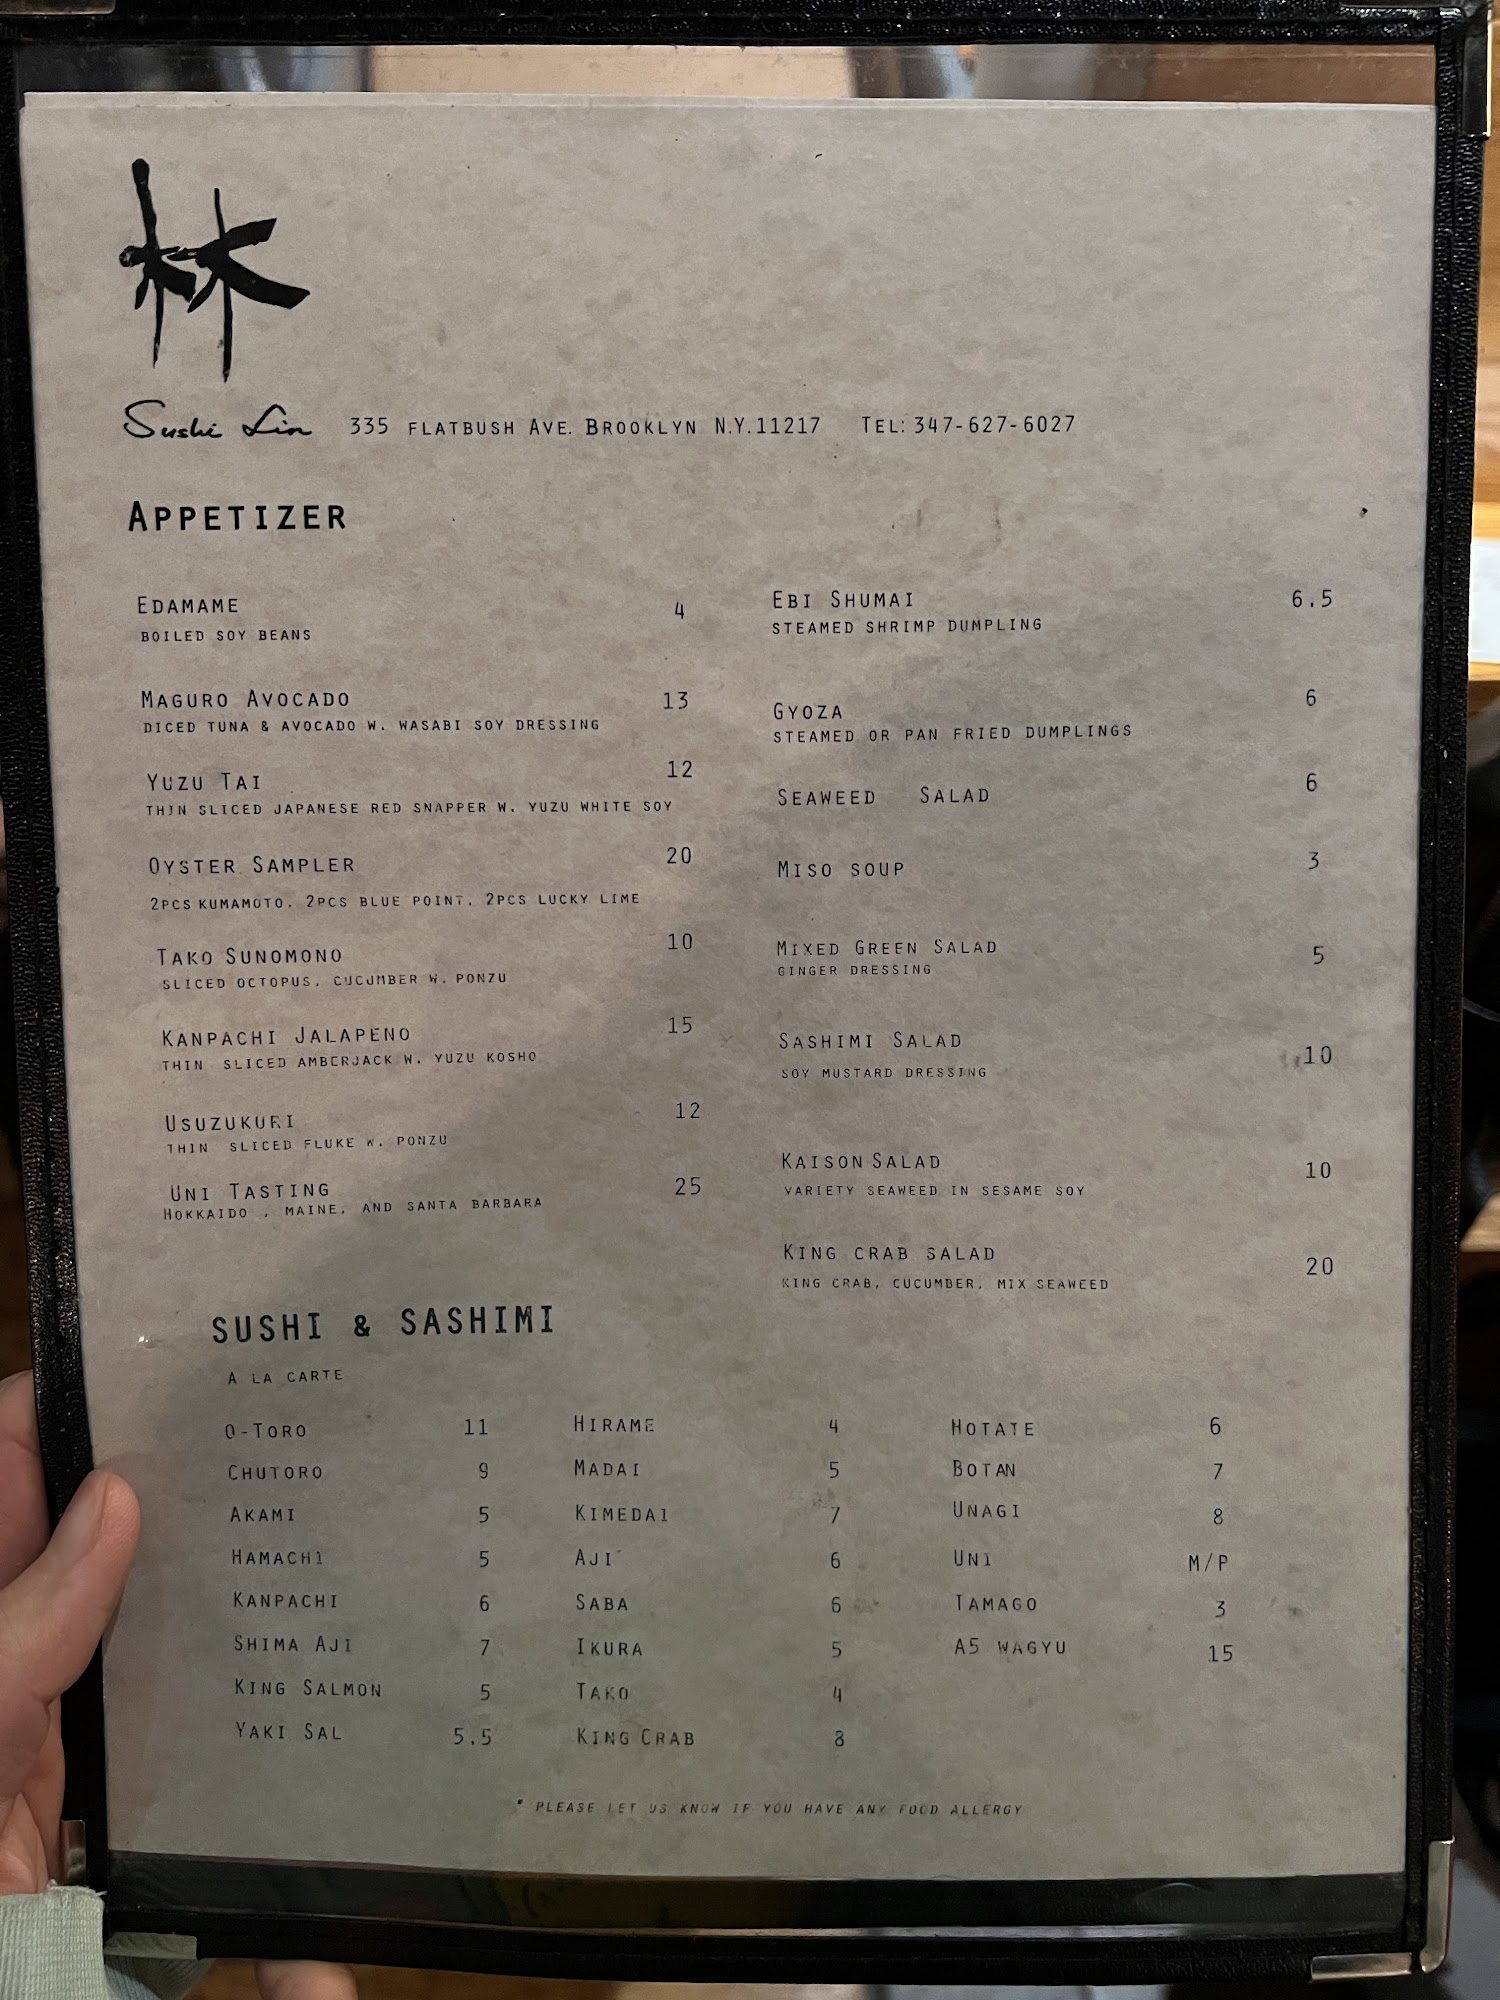 林
Sushi Lin 335 FLATBUSH AVE. BROOKLYN N.Y.11217 TEL: 347-627-6027
APPETIZER
EDAMAME 4
BOILED SOY BEANS
MAGURO AVOCADO 13
DICED TUNA & AVOCADO W. WASABI SOY DRESSING
YUZU TAI 12
THIN SLICED JAPANESE RED SNAPPER W. YUZU WHITE SOY
OYSTER SAMPLER 20
2PCS KUMAMOTO. 2PCS BLUE POINT. 2PCS LUCKY LIME
TAKO SUNOMONO 10
SLICED OCTOPUS. CUCUMBER W. PONZU
KANPACHI JALAPENO 15
THIN SLICED AMBERJACK W. YUZU KOSHO
USUZUKURI 12
THIN SLICED FLUKE W. PONZU
UNI TASTING 25
HOKKAIDO , MAINE, AND SANTA BARBARA
EBI SHUMAI 6.5
STEAMED SHRIMP DUMPLING
GYOZA 6
STEAMED OR PAN FRIED DUMPLINGS
SEAWEED SALAD 6
MISO SOUP 3
MIXED GREEN SALAD 5
GINGER DRESSING
SASHIMI SALAD 10
SOY MUSTARD DRESSING
KAISON SALAD 10
VARIETY SEAWEED IN SESAME SOY
KING CRAB SALAD 20
KING CRAB, CUCUMBER, MIX SEAWEED
SUSHI & SASHIMI
A LA CARTE
O-TORO 11
CHUTORO 9
AKAMI 5
HAMACHI 5
KANPACHI 6
SHIMA AJI 7
KING SALMON 5
YAKI SAL 5.5
HIRAME 4
MADAI 5
KIMEDAI 7
AJI 6
SABA 6
IKURA 5
TAKO 4
KING CRAB 8
HOTATE 6
BOTAN 7
UNAGI 8
UNI M/P
TAMAGO 3
A5 WAGYU 15
* PLEASE LET US KNOW IF YOU HAVE ANY FOOD ALLERGY